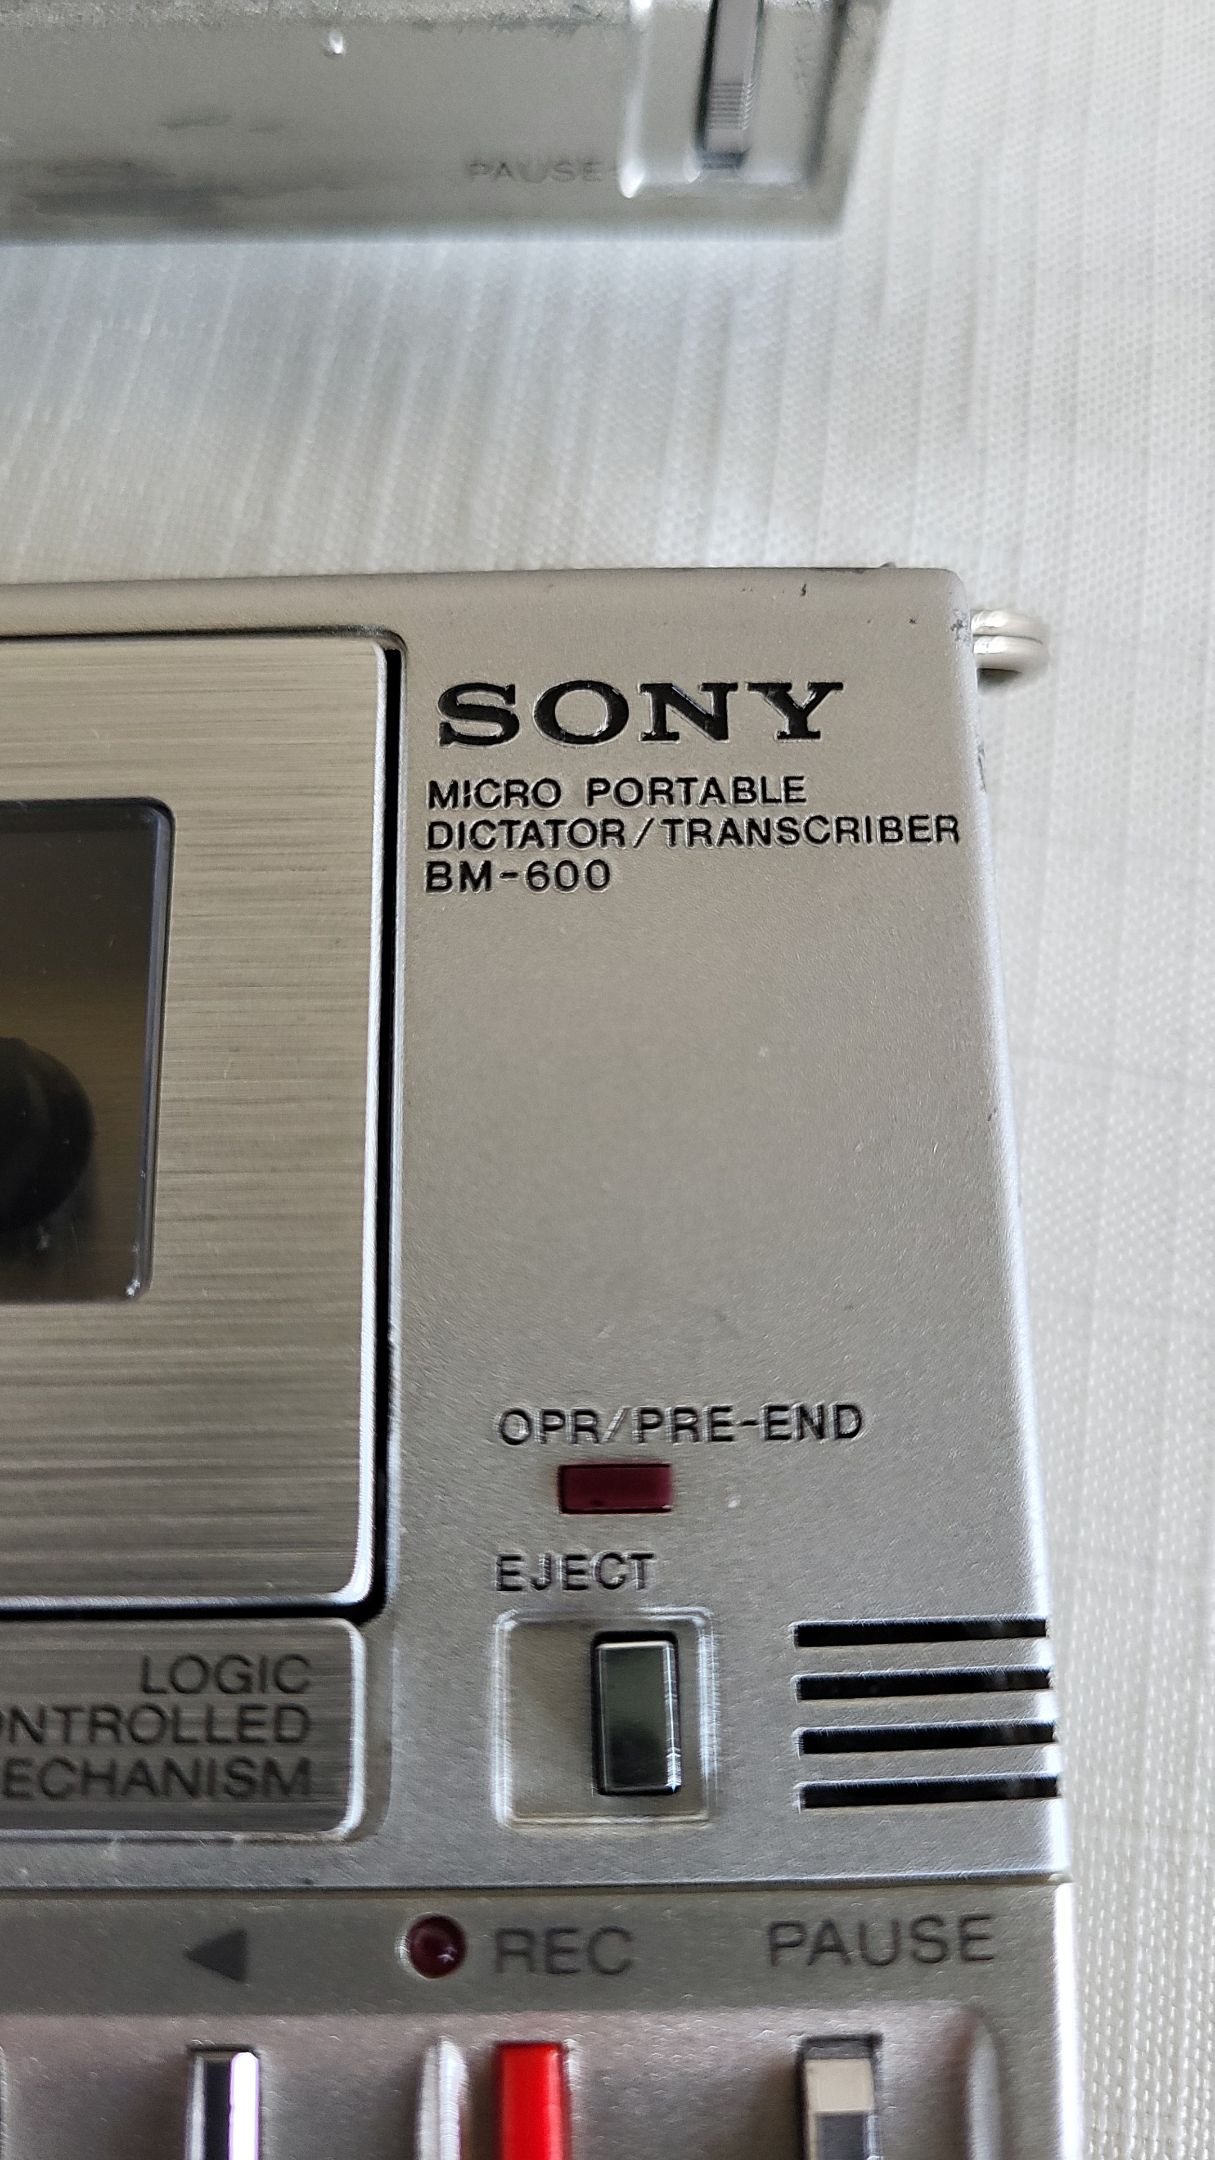 PAUSE
SONY
MICRO PORTABLE
DICTATOR/TRANSCRIBER
BM-600
OPR/PRE-END
EJECT
LOGIC
ONTROLLED
ECHANISM
◀ REC PAUSE